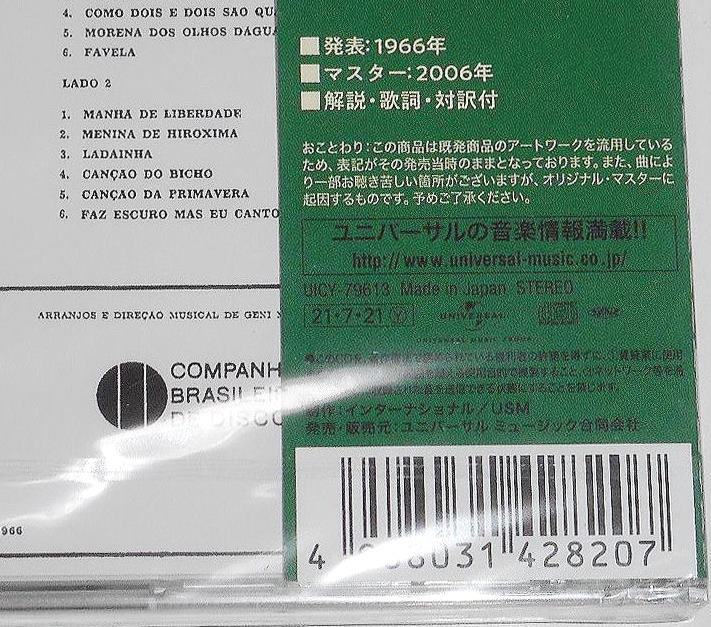 4. COMO DOIS E DOIS SAO QU
5. MORENA DOS OLHOS DÁGU
6. FAVELA
LADO 2
1. MANHA DE LIBERDADE
2. MENINA DE HIROXIMA
3. LADAINHA
4. CANÇAO DO BICHO
5. CANÇAO DA PRIMAVERA
6. FAZ ESCURO MAS EU CANTO
ARRANJOS E DIREÇAO MUSICAL DE GENI
COMPANH
BRASILEI
DE DISCO
966
■発表:1966年
■マスター:2006年
■解説・歌詞・対訳付
おことわり:この商品は既発商品のアートワークを流用している
ため、表記がその発売当時のままとなっております。また、曲によ
り一部お聴き苦しい箇所がございますが、オリジナル・マスターに
起因するものです。予めご了承ください。
ユニバーサルの音楽情報満載!!
http://www.universal-music.co.jp/
UICY-79613 Made in Japan STEREO
21・7・21 Ⓨ
UNIVERSAL
UNIVERSAL MUSIC GROUP
制作:インターナショナル/USM
発売・販売元:ユニバーサル ミュージック合同会社
4 988031 428207